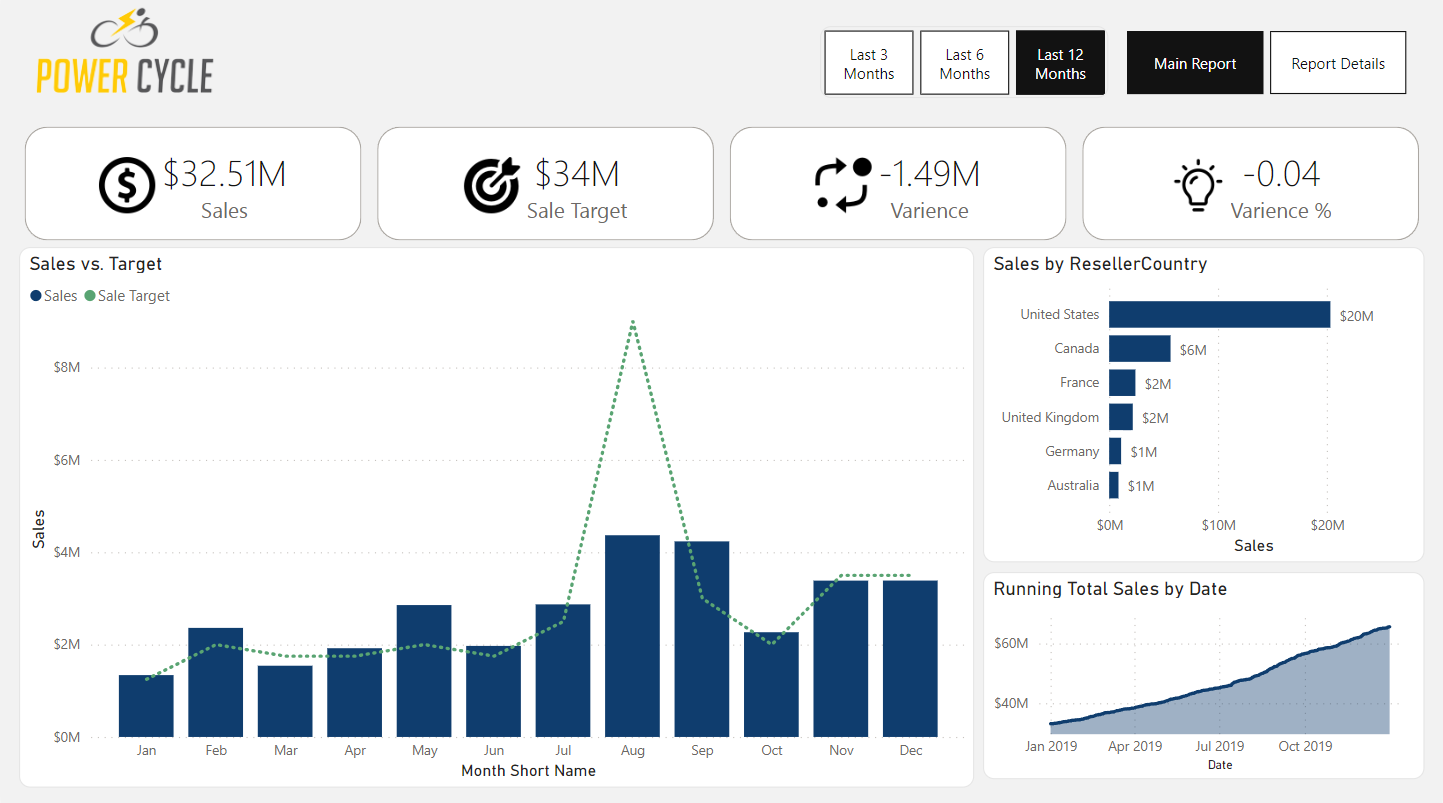 POWER CYCLE
Last 3
Months
Last 6
Months
Last 12
Months
Main Report
Report Details
$32.51M
Sales
$34M
Sale Target
-1.49M
Varience
-0.04
Varience %
Sales vs. Target
Sales
Sale Target
$8M
$6M
$4M
$2M
$0M
Sales
Jan
Feb
Mar
Apr
May
Jun
Jul
Aug
Sep
Oct
Nov
Dec
Month Short Name
Sales by ResellerCountry
United States
$20M
Canada
$6M
France
$2M
United Kingdom
$2M
Germany
$1M
Australia
$1M
$0M
$10M
$20M
Sales
Running Total Sales by Date
$60M
$40M
Jan 2019
Apr 2019
Jul 2019
Oct 2019
Date